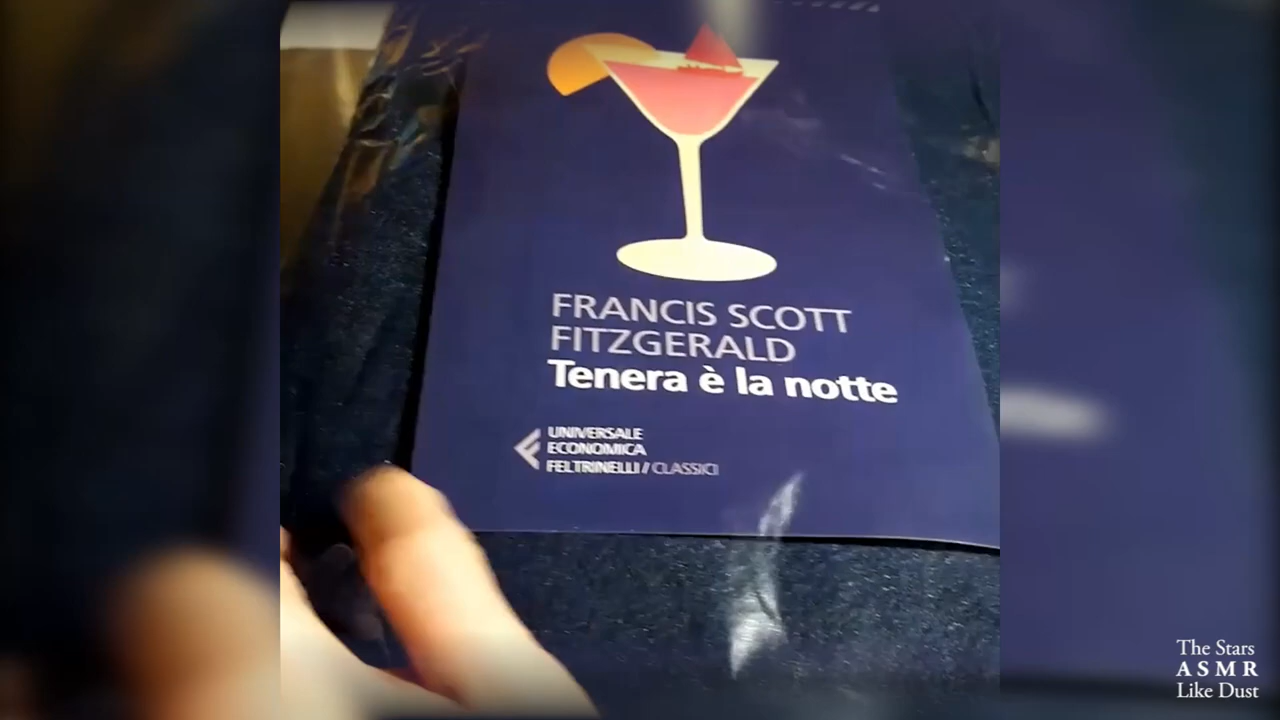 FRANCIS SCOTT
FITZGERALD
Tenera è la notte
UNIVERSALE
ECONOMICA
FELTRINELLI / CLASSICI
The Stars
ASMR
Like Dust